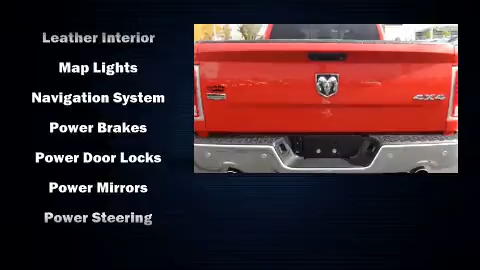 Leather Interior
Map Lights
Navigation System
Power Brakes
Power Door Locks
Power Mirrors
Power Steering
4X4